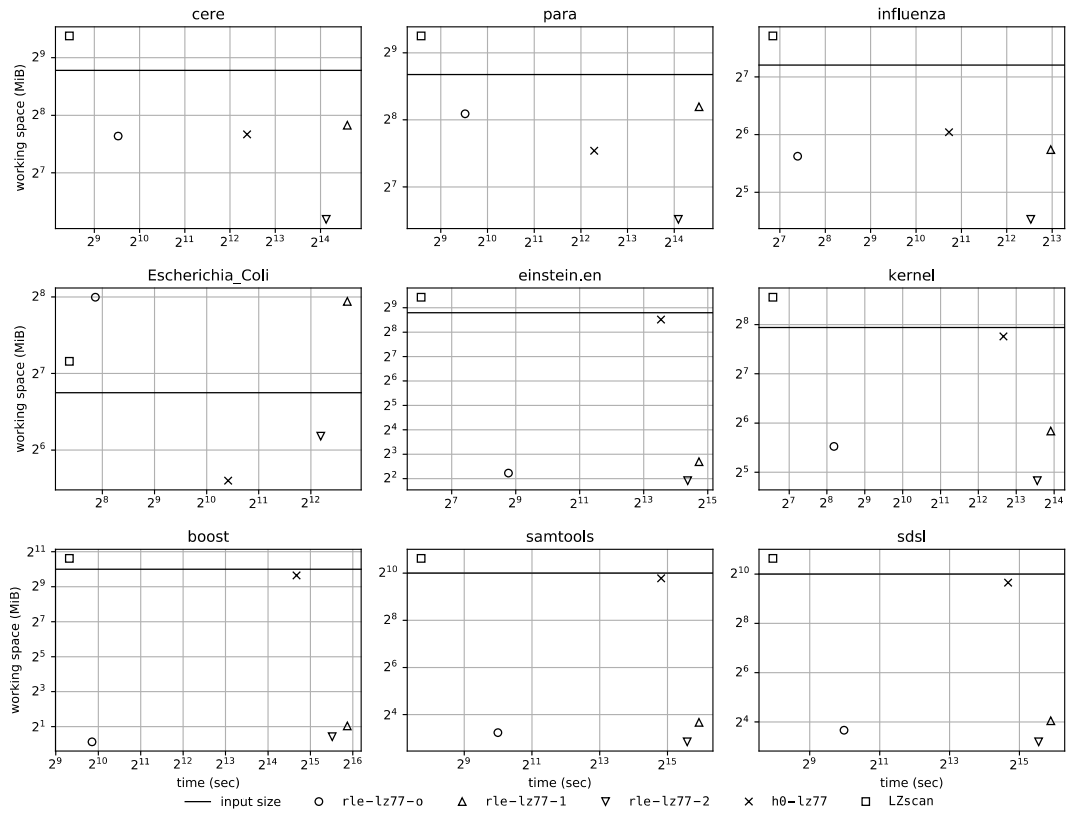 cere
para
influenza
working space (MiB)
2^9
2^8
2^7
2^9
2^8
2^7
2^7
2^6
2^5
2^9 2^10 2^11 2^12 2^13 2^14
2^9 2^10 2^11 2^12 2^13 2^14
2^7 2^8 2^9 2^10 2^11 2^12 2^13
Escherichia_Coli
einstein.en
kernel
working space (MiB)
2^8
2^7
2^6
2^9
2^8
2^7
2^6
2^5
2^4
2^3
2^2
2^8
2^7
2^6
2^5
2^8 2^9 2^10 2^11 2^12
2^7 2^9 2^11 2^13 2^15
2^7 2^8 2^9 2^10 2^11 2^12 2^13 2^14
boost
samtools
sdsl
working space (MiB)
2^11
2^9
2^7
2^5
2^3
2^1
2^10
2^8
2^6
2^4
2^10
2^8
2^6
2^4
2^9 2^10 2^11 2^12 2^13 2^14 2^15 2^16
2^9 2^11 2^13 2^15
2^9 2^11 2^13 2^15
time (sec)
time (sec)
time (sec)
input size rle-lz77-o rle-lz77-1 rle-lz77-2 h0-lz77 LZscan